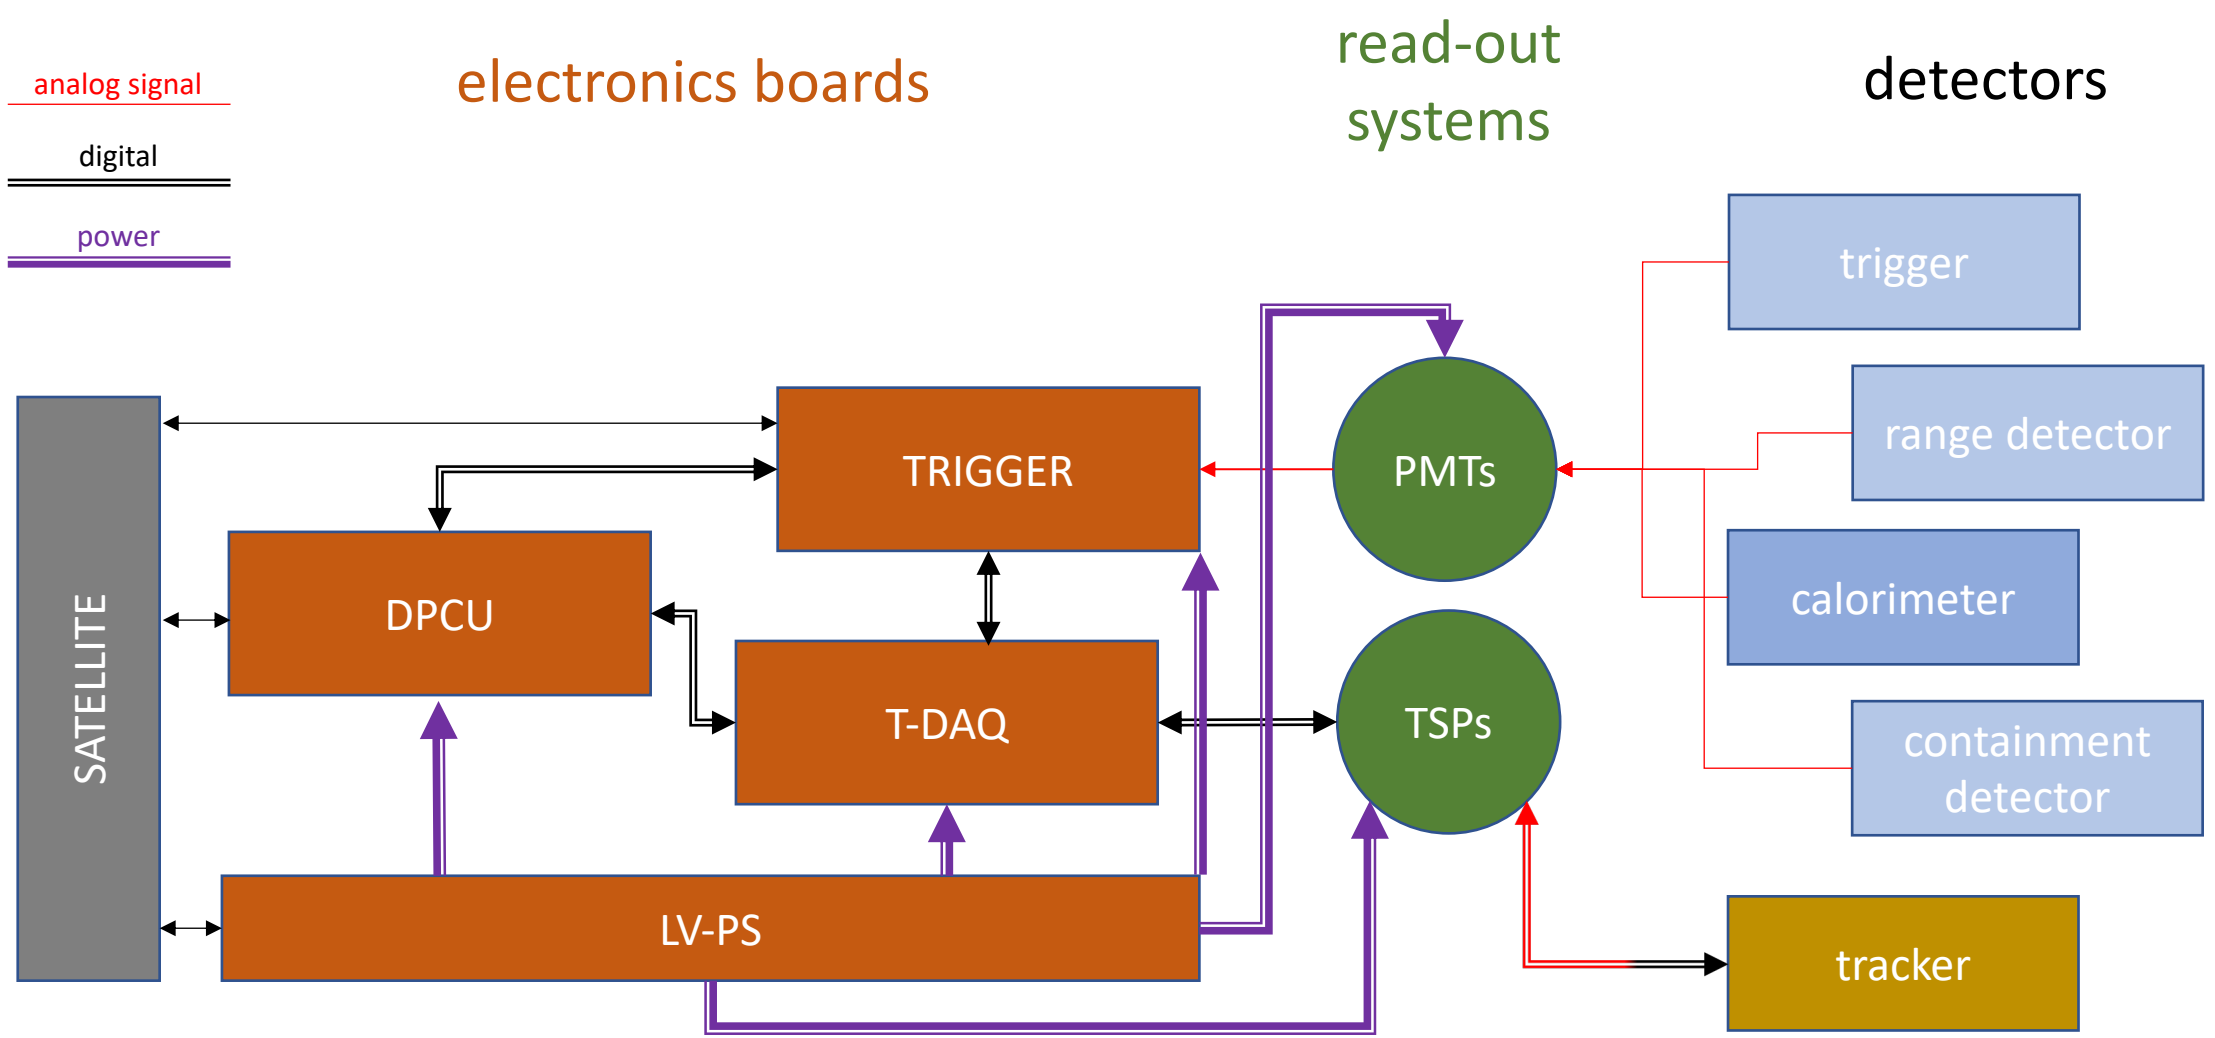 analog signal
digital
power
electronics boards
read-out
systems
detectors
trigger
range detector
calorimeter
containment
detector
tracker
PMTs
TSPs
TRIGGER
DPCU
T-DAQ
LV-PS
SATELLITE